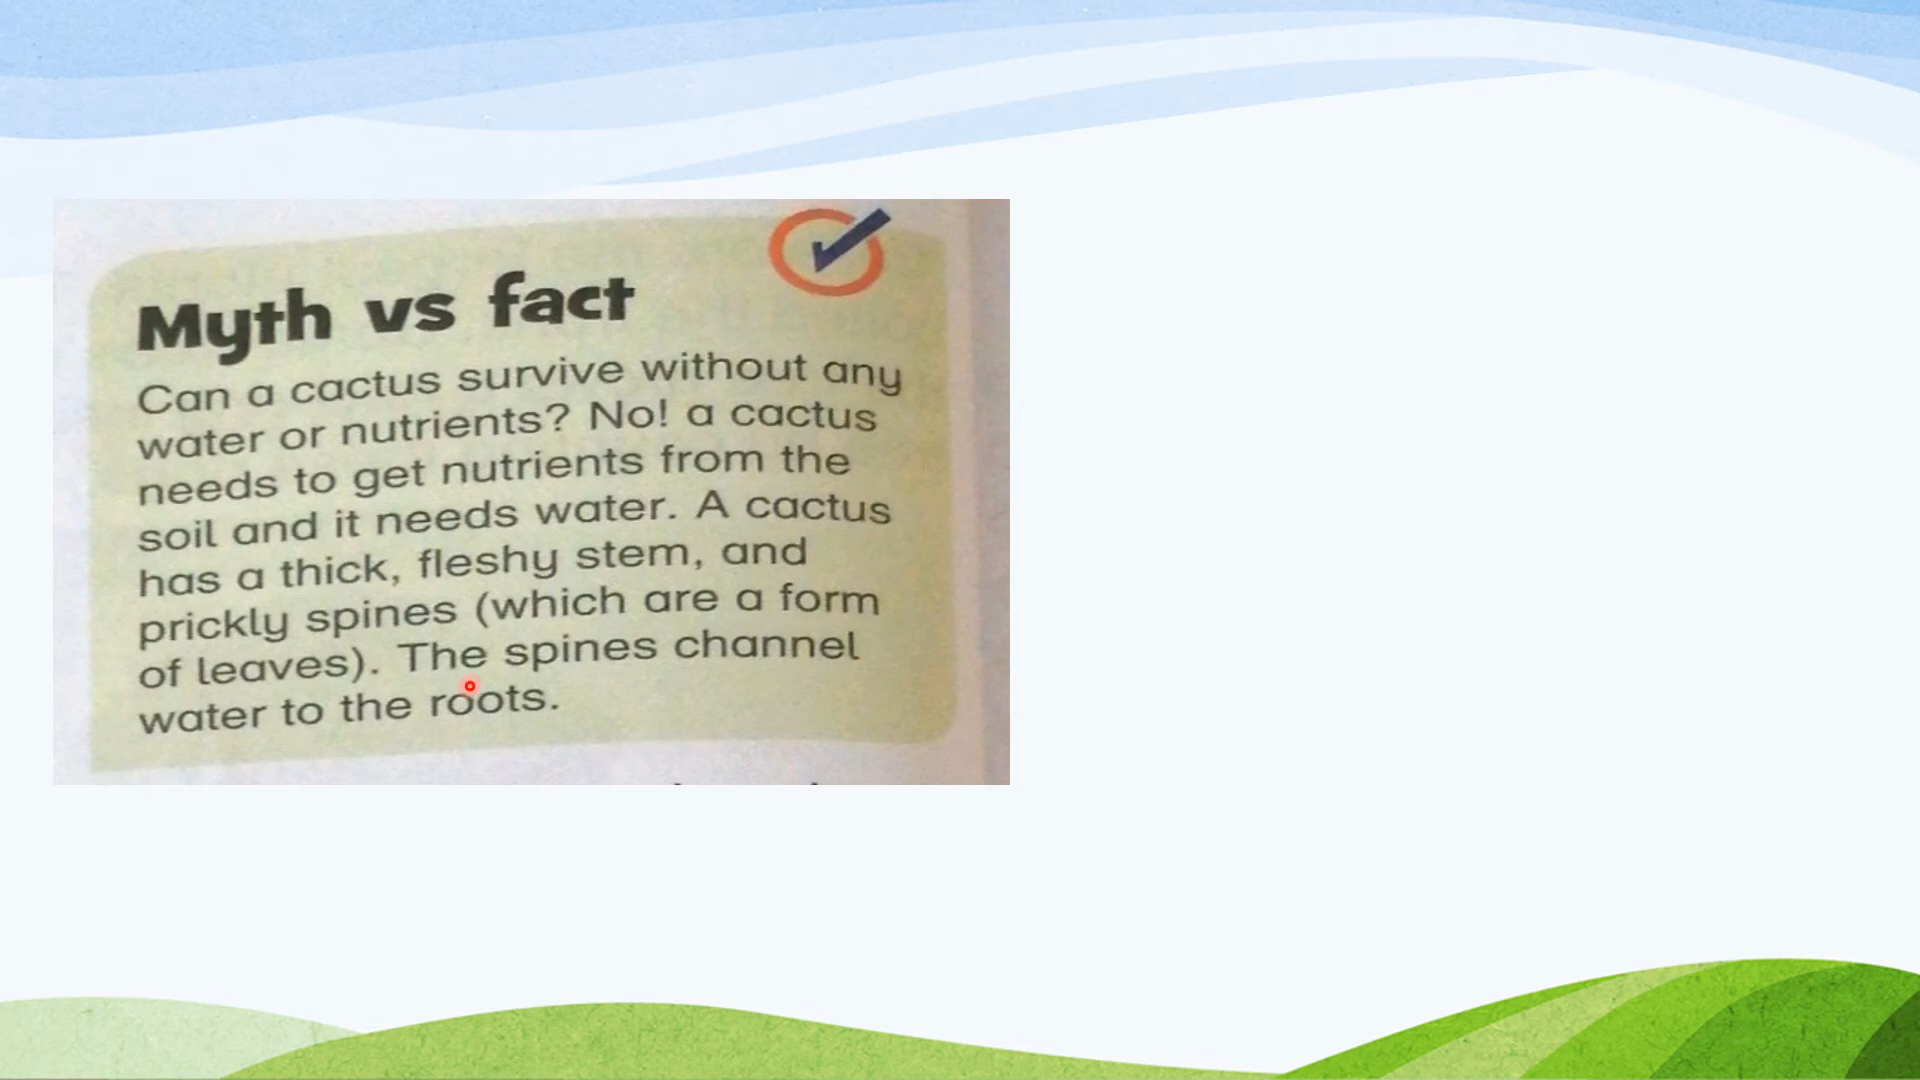 Myth vs fact
Can a cactus survive without any
water or nutrients? No! a cactus
needs to get nutrients from the
soil and it needs water. A cactus
has a thick, fleshy stem, and
prickly spines (which are a form
of leaves). The spines channel
water to the roots.